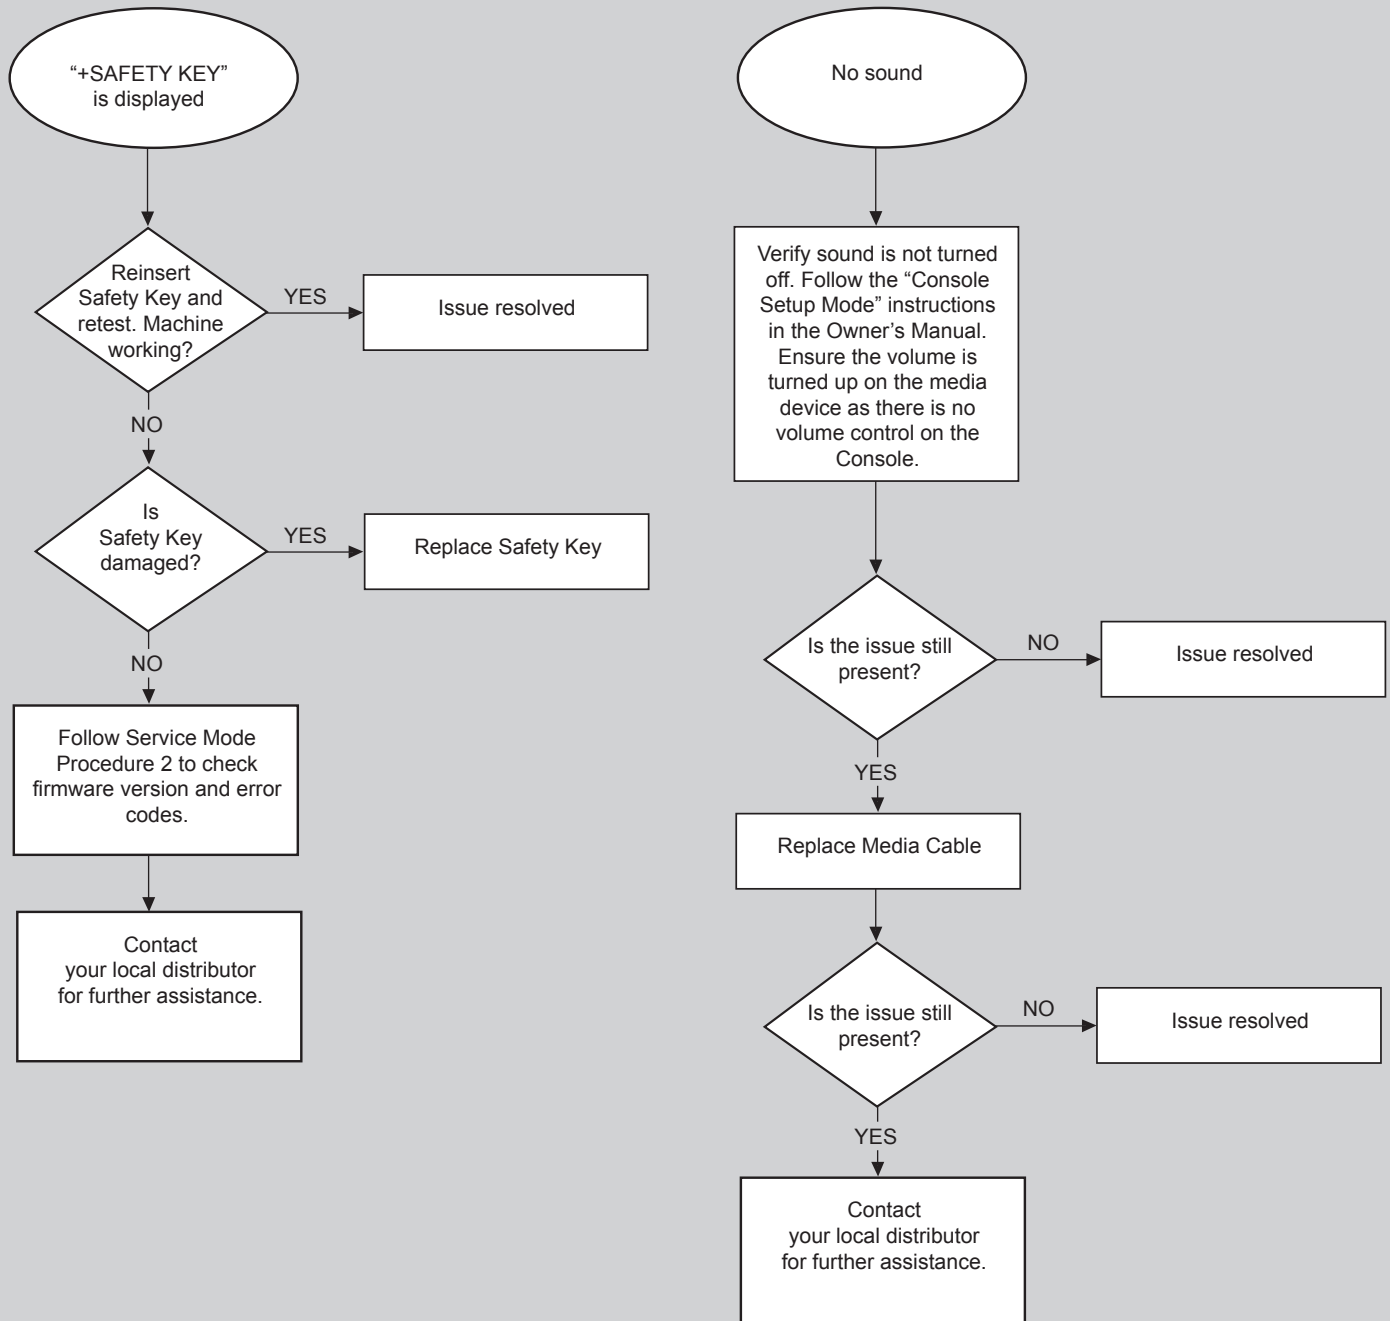 “+SAFETY KEY”
is displayed
Reinsert
Safety Key and
retest. Machine
working?
YES
Issue resolved
NO
Is
Safety Key
damaged?
YES
Replace Safety Key
NO
Follow Service Mode
Procedure 2 to check
firmware version and error
codes.
Contact
your local distributor
for further assistance.
No sound
Verify sound is not turned
off. Follow the “Console
Setup Mode” instructions
in the Owner’s Manual.
Ensure the volume is
turned up on the media
device as there is no
volume control on the
Console.
Is the issue still
present?
NO
Issue resolved
YES
Replace Media Cable
Is the issue still
present?
NO
Issue resolved
YES
Contact
your local distributor
for further assistance.